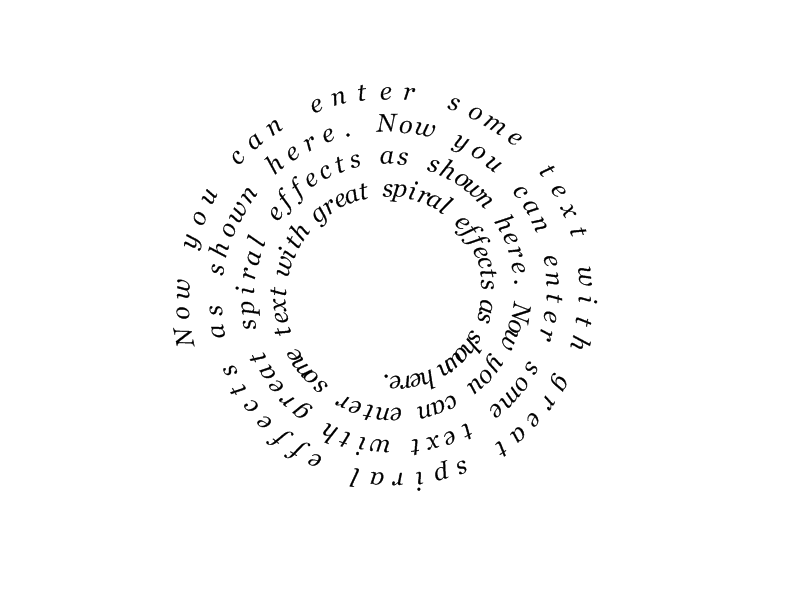 Now you can enter some text with great spiral effects as shown here. Now you can enter some text with great spiral effects as shown here. Now you can enter some text with great spiral effects as shown here.